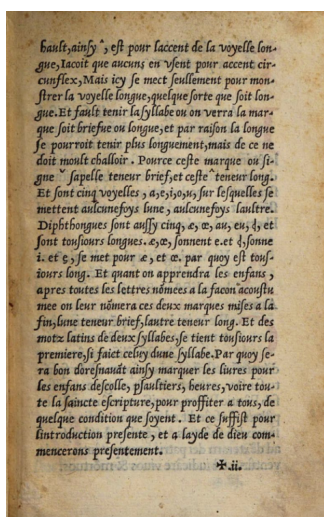 hault,ainſy ˆ, eſt pour laccent de la voyelle lon-
gue,Iacoit que aucuns en vſent pour accent cir-
cunflex,Mais icy ſe mect ſeullement pour mon-
ſtrer la voyelle longue,quelque ſorte que ſoit lon-
gue.Et fault tenir la ſyllabe ou on verra la mar-
que ſoit briefue ou longue,et par raiſon la longue
ſe pourroit tenir plus longuement,mais de ce ne
doit moult challoir. Pource ceſte marque ou ſi-
gne ˇ ſapelle teneur brief,et ceſte ˆ teneur long.
Et ſont cinq voyelles , a,e,i,o,u, ſur leſquelles ſe
mettent aulcunefoys lune , aulcunefoys laultre.
Diphthongues ſont auſſy cinq, æ, œ, au, eu, et
ſont touſiours longues.æ,œ, ſonnent e.et ſonne
i. et ę, ſe met pour æ, et œ. par quoy eſt touſ-
iours long. Et quant on apprendra les enfans ,
apres toutes les lettres nōmees a la facon acouſtu
mee on leur nōmera ces deux marques miſes a la
fin,lune teneur brief,lautre teneur long. Et des
motz latins de deux ſyllabes,ſe tient touſiours la
premiere,ſi faict celuy dune ſyllabe.Par quoy ſe-
ra bon doreſnauāt ainſy marquer les liures pour
les enfans deſcolle, pſaultiers, heures,voire tou-
te la ſaincte eſcripture,pour proffiter a tous, de
quelque condition que ſoyent. Et ce ſuffiſt pour
lintroduction preſente , et a layde de dieu com-
mencerons preſentement.
✠.ii.